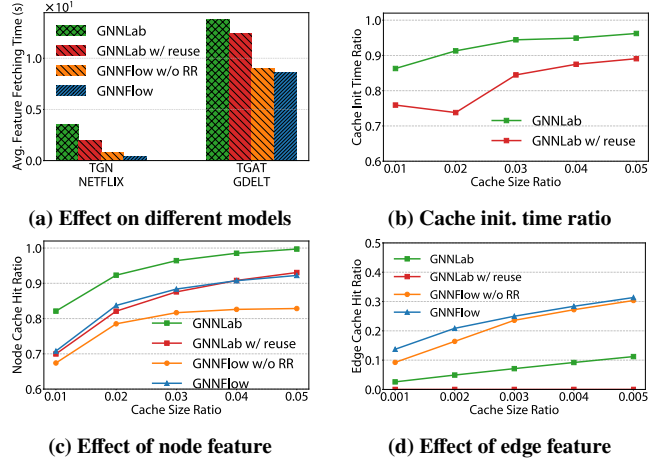 ×10¹
Avg. Feature Fetching Time (s)
1.0
0.5
0.0
GNNLab
GNNLab w/ reuse
GNNFlow w/o RR
GNNFlow
TGN
NETFLIX
TGAT
GDELT
(a) Effect on different models
Cache Init Time Ratio
1.0
0.9
0.8
0.7
0.6
GNNLab
GNNLab w/ reuse
0.01 0.02 0.03 0.04 0.05
Cache Size Ratio
(b) Cache init. time ratio
Node Cache Hit Ratio
1.0
0.9
0.8
0.7
0.6
GNNLab
GNNLab w/ reuse
GNNFlow w/o RR
GNNFlow
0.01 0.02 0.03 0.04 0.05
Cache Size Ratio
(c) Effect of node feature
Edge Cache Hit Ratio
0.5
0.4
0.3
0.2
0.1
0.0
GNNLab
GNNLab w/ reuse
GNNFlow w/o RR
GNNFlow
0.001 0.002 0.003 0.004 0.005
Cache Size Ratio
(d) Effect of edge feature